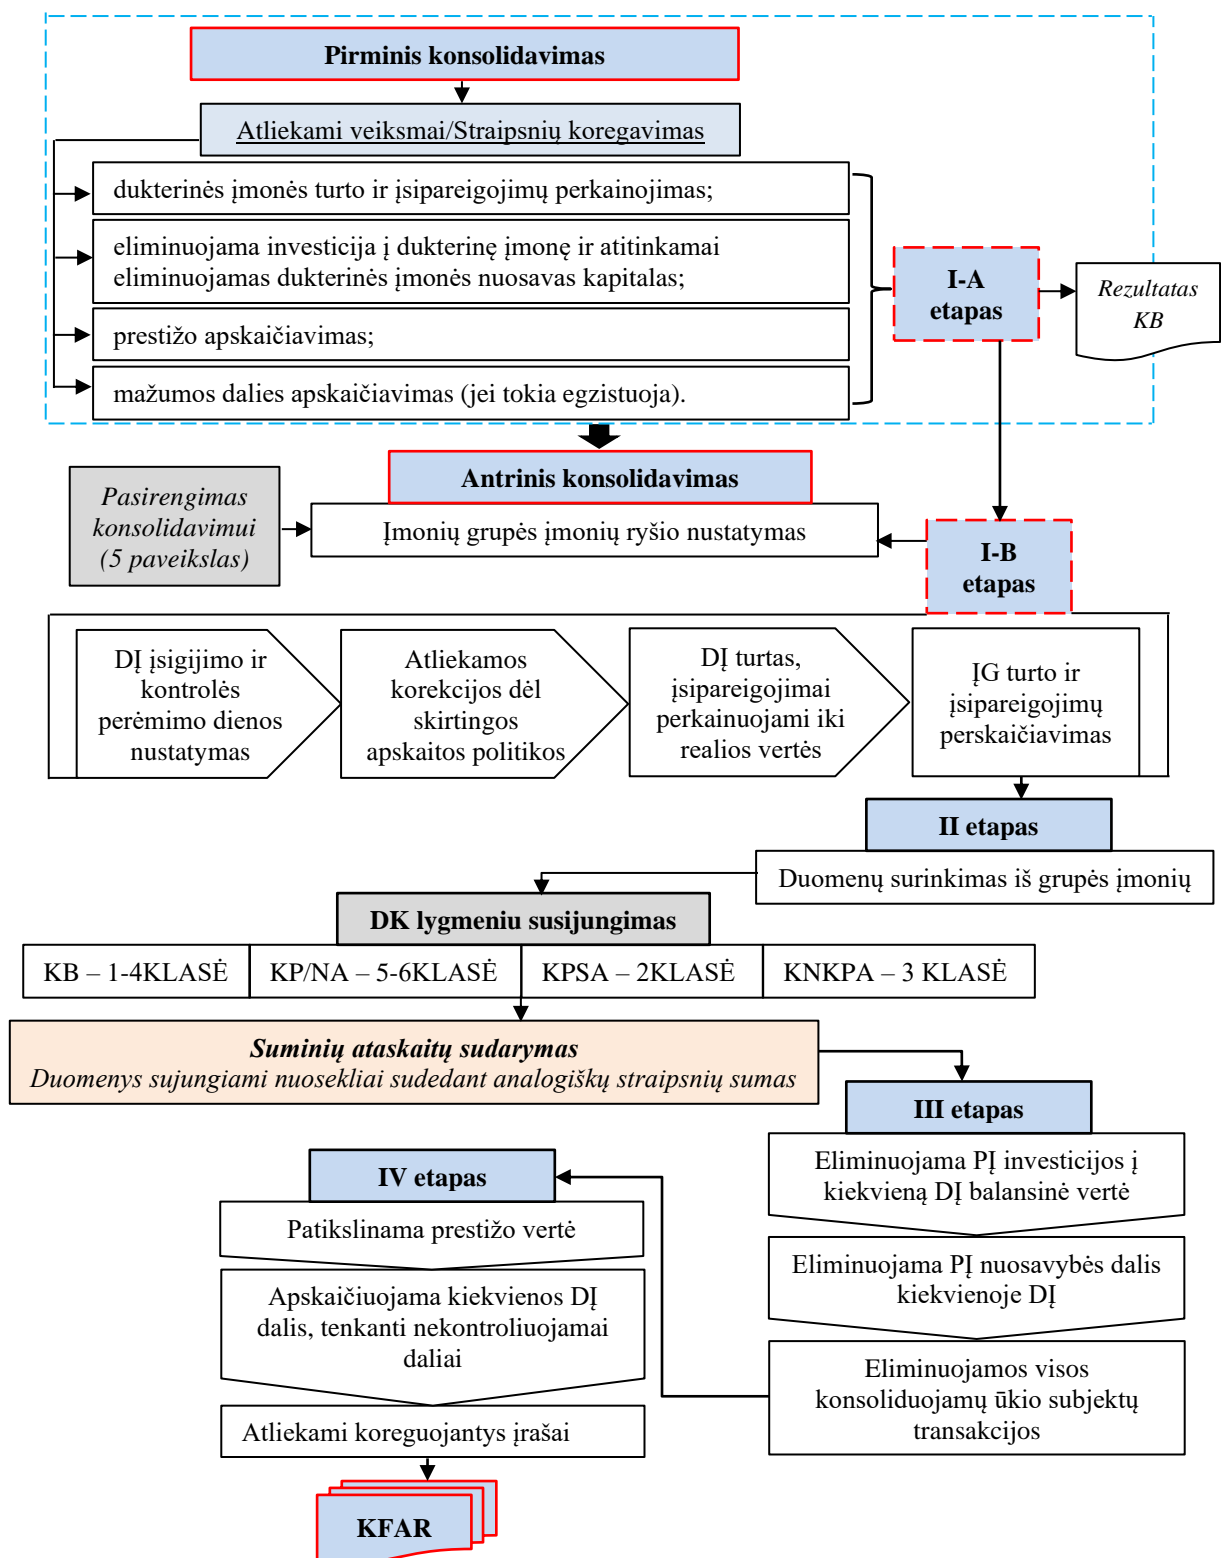 Pirminis konsolidavimas
Atliekami veiksmai/Straipsnių koregavimas
dukterinės įmonės turto ir įsipareigojimų perkainojimas;
eliminuojama investicija į dukterinę įmonę ir atitinkamai
eliminuojamas dukterinės įmonės nuosavas kapitalas;
prestižo apskaičiavimas;
mažumos dalies apskaičiavimas (jei tokia egzistuoja).
I-A
etapas
Rezultatas
KB
Antrinis konsolidavimas
Pasirengimas
konsolidavimui
(5 paveikslas)
Įmonių grupės įmonių ryšio nustatymas
I-B
etapas
DĮ įsigijimo ir
kontrolės
perėmimo dienos
nustatymas
Atliekamos
korekcijos dėl
skirtingos
apskaitos politikos
DĮ turtas,
įsipareigojimai
perkainuojami iki
realios vertės
ĮG turto ir
įsipareigojimų
perskaičiavimas
II etapas
Duomenų surinkimas iš grupės įmonių
DK lygmeniu susijungimas
KB – 1-4KLASĖ
KP/NA – 5-6KLASĖ
KPSA – 2KLASĖ
KNKPA – 3 KLASĖ
Suminių ataskaitų sudarymas
Duomenys sujungiami nuosekliai sudedant analogiškų straipsnių sumas
III etapas
Eliminuojama PĮ investicijos į
kiekvieną DĮ balansinė vertė
Eliminuojama PĮ nuosavybės dalis
kiekvienoje DĮ
Eliminuojamos visos
konsoliduojamų ūkio subjektų
transakcijos
IV etapas
Patikslinama prestižo vertė
Apskaičiuojama kiekvienos DĮ
dalis, tenkanti nekontroliuojamai
daliai
Atliekami koreguojantys įrašai
KFAR